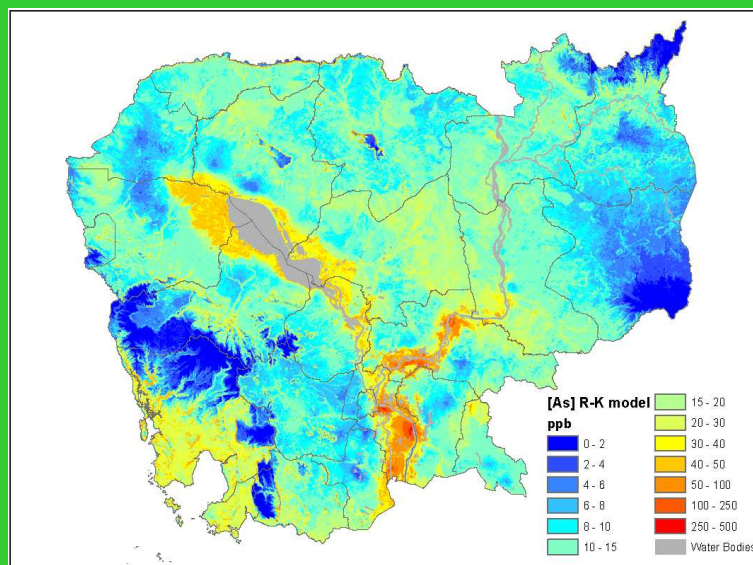 [As] R-K model
ppb
0 - 2
2 - 4
4 - 6
6 - 8
8 - 10
10 - 15
15 - 20
20 - 30
30 - 40
40 - 50
50 - 100
100 - 250
250 - 500
Water Bodies